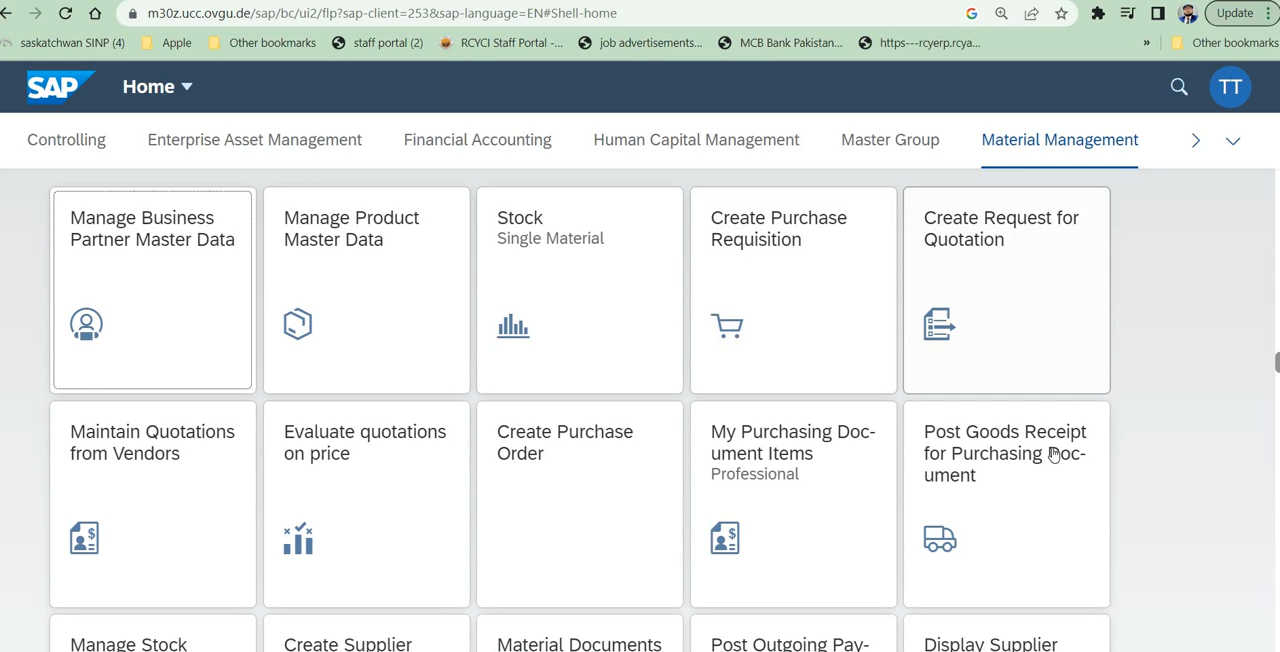 m30z.ucc.ovgu.de/sap/bc/ui2/flp?sap-client=253&sap-language=EN#Shell-home
Update
saskatchwan SINP (4)
Apple
Other bookmarks
staff portal (2)
RCYCI Staff Portal -...
job advertisements...
MCB Bank Pakistan...
https---rcyerp.rcya...
»
Other bookmarks
SAP
Home
TT
Controlling
Enterprise Asset Management
Financial Accounting
Human Capital Management
Master Group
Material Management
Manage Business
Partner Master Data
Manage Product
Master Data
Stock
Single Material
Create Purchase
Requisition
Create Request for
Quotation
Maintain Quotations
from Vendors
Evaluate quotations
on price
Create Purchase
Order
My Purchasing Doc-
ument Items
Professional
Post Goods Receipt
for Purchasing Doc-
ument
Manage Stock
Create Supplier
Material Documents
Post Outgoing Pay-
Display Supplier